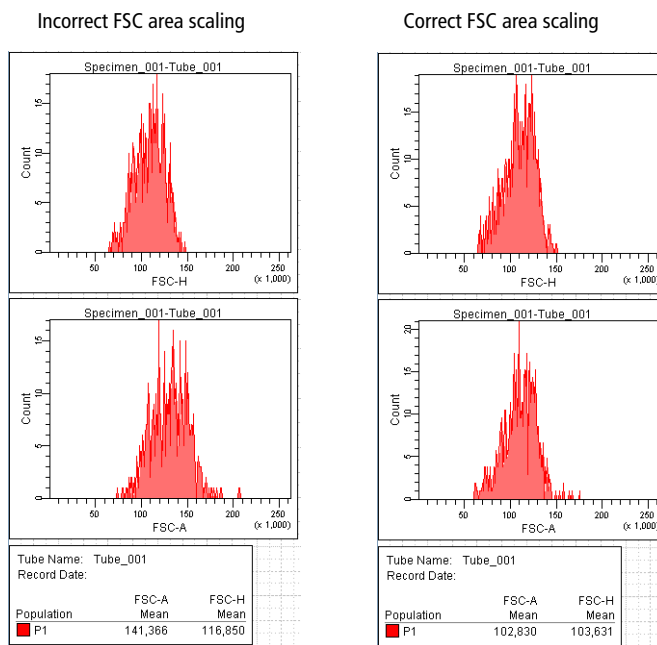 Incorrect FSC area scaling
Specimen_001-Tube_001
Count
15
10
5
0
50 100 150 200 250
(x 1,000)
FSC-H
Specimen_001-Tube_001
Count
15
10
5
0
50 100 150 200 250
(x 1,000)
FSC-A
Tube Name: Tube_001
Record Date:
FSC-A FSC-H
Population Mean Mean
P1 141,366 116,850
Correct FSC area scaling
Specimen_001-Tube_001
Count
15
10
5
0
50 100 150 200 250
(x 1,000)
FSC-H
Specimen_001-Tube_001
Count
20
15
10
5
0
50 100 150 200 250
(x 1,000)
FSC-A
Tube Name: Tube_001
Record Date:
FSC-A FSC-H
Population Mean Mean
P1 102,830 103,631